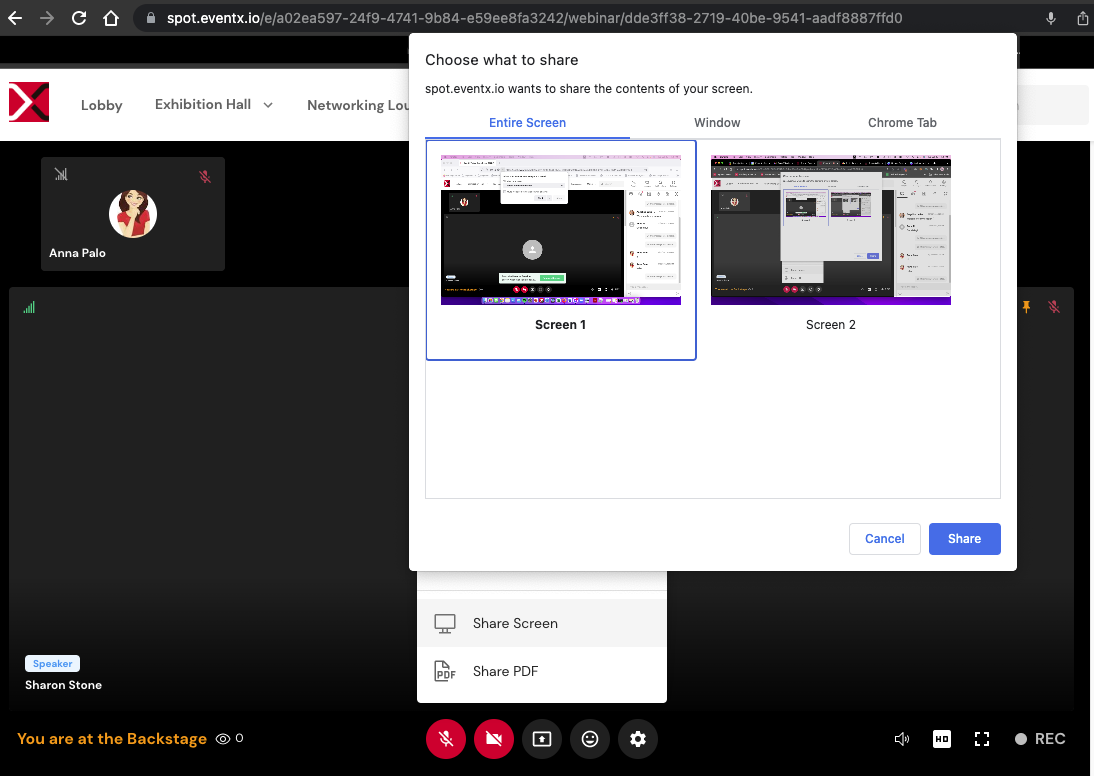 spot.eventx.io/e/a02ea597-24f9-4741-9b84-e59ee8fa3242/webinar/dde3ff38-2719-40be-9541-aadf8887ffd0
Lobby
Exhibition Hall
Networking Lou
Choose what to share
spot.eventx.io wants to share the contents of your screen.
Entire Screen
Window
Chrome Tab
Screen 1
Screen 2
Cancel
Share
Anna Palo
Share Screen
PDF
Share PDF
Speaker
Sharon Stone
You are at the Backstage
0
HD
REC